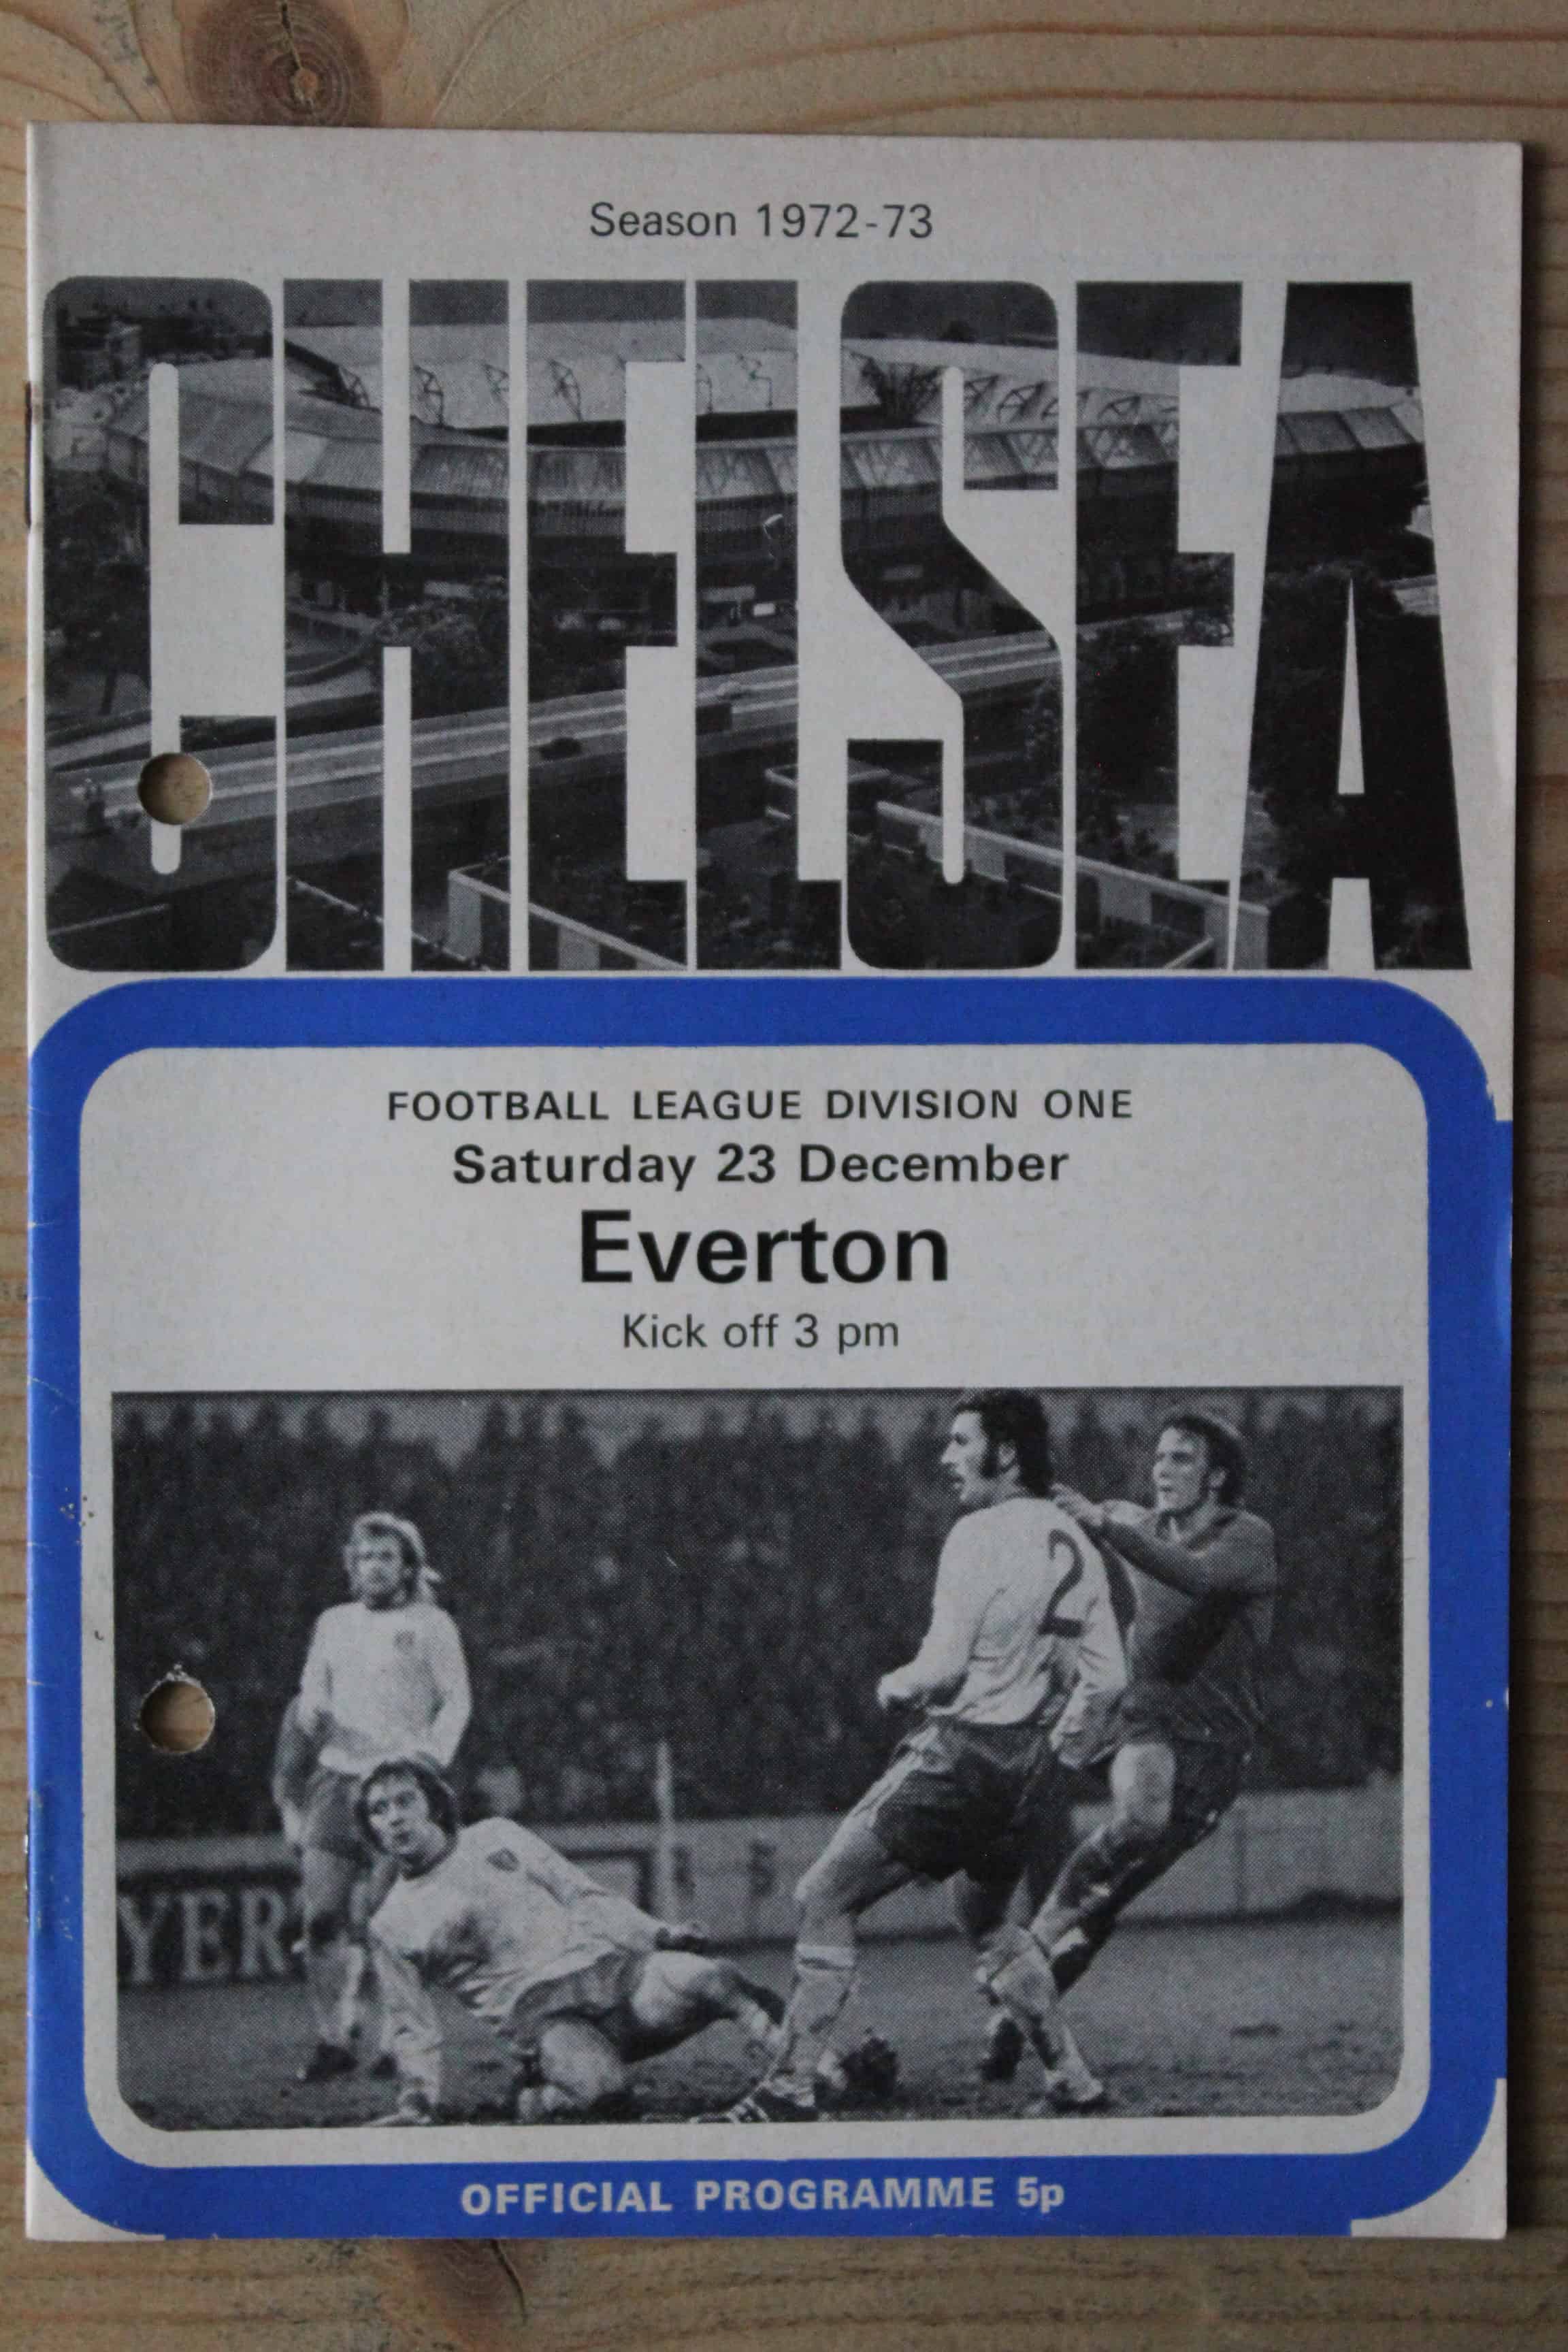 Season 1972-73
CHELSEA
FOOTBALL LEAGUE DIVISION ONE
Saturday 23 December
Everton
Kick off 3 pm
2
YER
OFFICIAL PROGRAMME 5p